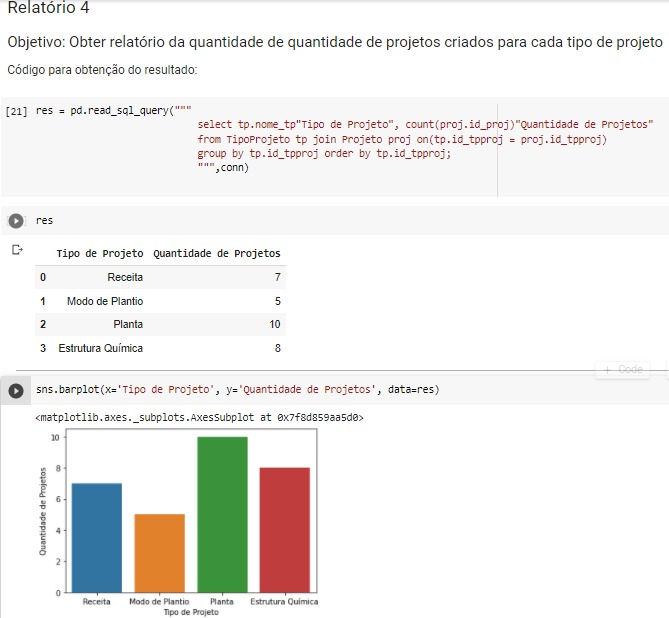 Relatório 4
Objetivo: Obter relatório da quantidade de quantidade de projetos criados para cada tipo de projeto
Código para obtenção do resultado:
[21] res = pd.read_sql_query("""
select tp.nome_tp"Tipo de Projeto", count(proj.id_proj)"Quantidade de Projetos"
from TipoProjeto tp join Projeto proj on(tp.id_tpproj = proj.id_tpproj)
group by tp.id_tpproj order by tp.id_tpproj;
""",conn)
res
Tipo de Projeto Quantidade de Projetos
0 Receita 7
1 Modo de Plantio 5
2 Planta 10
3 Estrutura Química 8
+ Code
sns.barplot(x='Tipo de Projeto', y='Quantidade de Projetos', data=res)
<matplotlib.axes._subplots.AxesSubplot at 0x7f8d859aa5d0>
10
8
6
4
2
0
Quantidade de Projetos
Receita Modo de Plantio Planta Estrutura Química
Tipo de Projeto